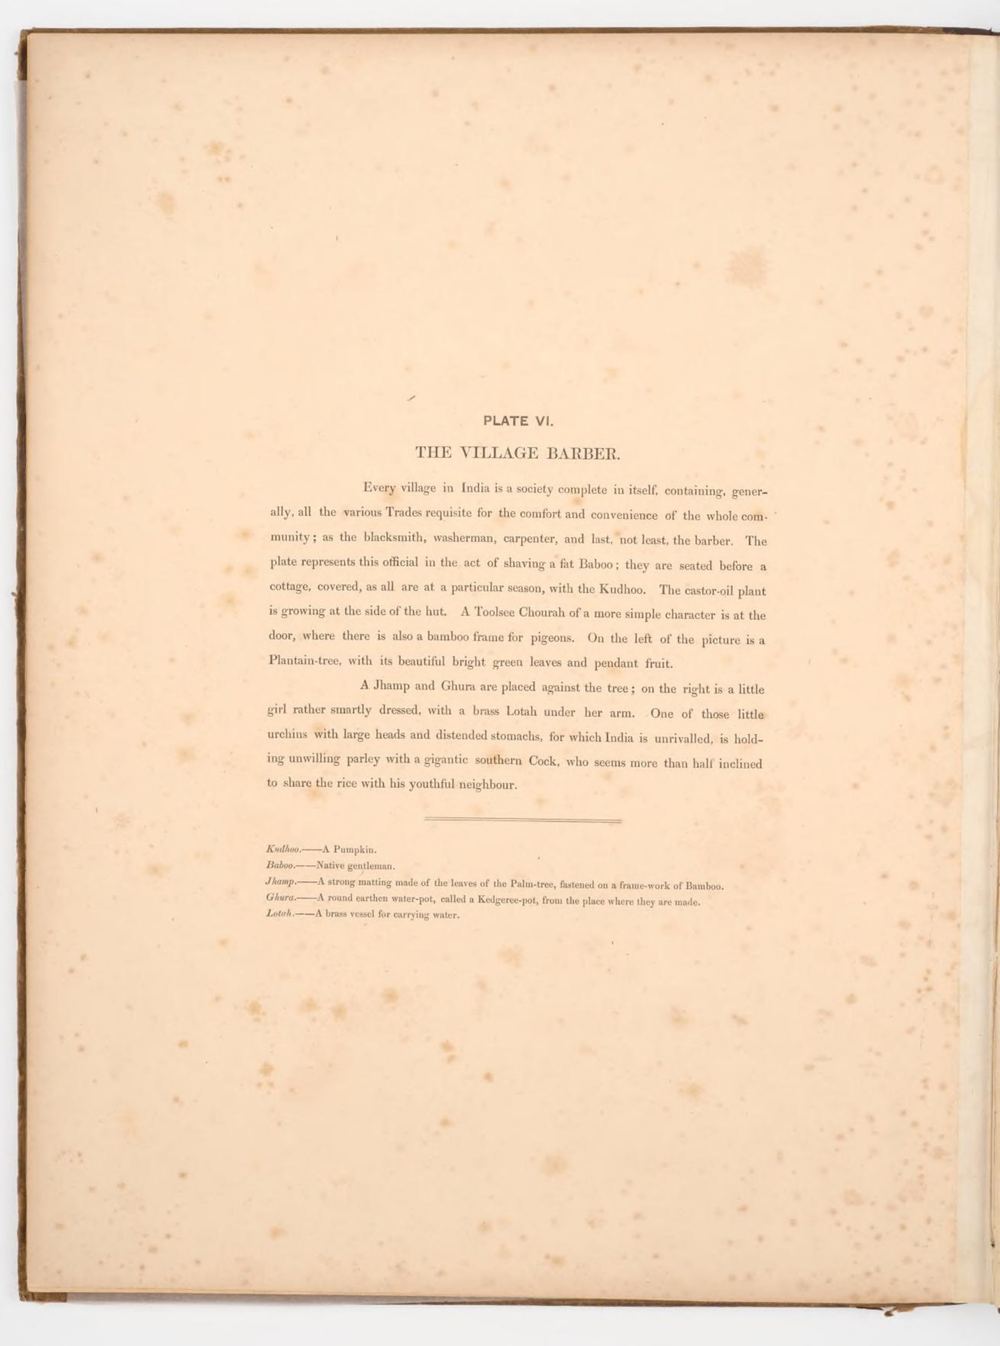 PLATE VI.
THE VILLAGE BARBER.
Every village in India is a society complete in itself, containing, gener-
ally, all the various Trades requisite for the comfort and convenience of the whole com-
munity; as the blacksmith, washerman, carpenter, and last, not least, the barber. The
plate represents this official in the act of shaving a fat Baboo; they are seated before a
cottage, covered, as all are at a particular season, with the Kudhoo. The castor-oil plant
is growing at the side of the hut. A Toolsee Chourah of a more simple character is at the
door, where there is also a bamboo frame for pigeons. On the left of the picture is a
Plantain-tree, with its beautiful bright green leaves and pendant fruit.
A Jhamp and Ghura are placed against the tree; on the right is a little
girl rather smartly dressed, with a brass Lotah under her arm. One of those little
urchins with large heads and distended stomachs, for which India is unrivalled, is hold-
ing unwilling parley with a gigantic southern Cock, who seems more than half inclined
to share the rice with his youthful neighbour.
Kudhoo.——A Pumpkin.
Baboo.——Native gentleman.
Jhamp.——A strong matting made of the leaves of the Palm-tree, fastened on a frame-work of Bamboo.
Ghura.——A round earthen water-pot, called a Kedgeree-pot, from the place where they are made.
Lotah.——A brass vessel for carrying water.